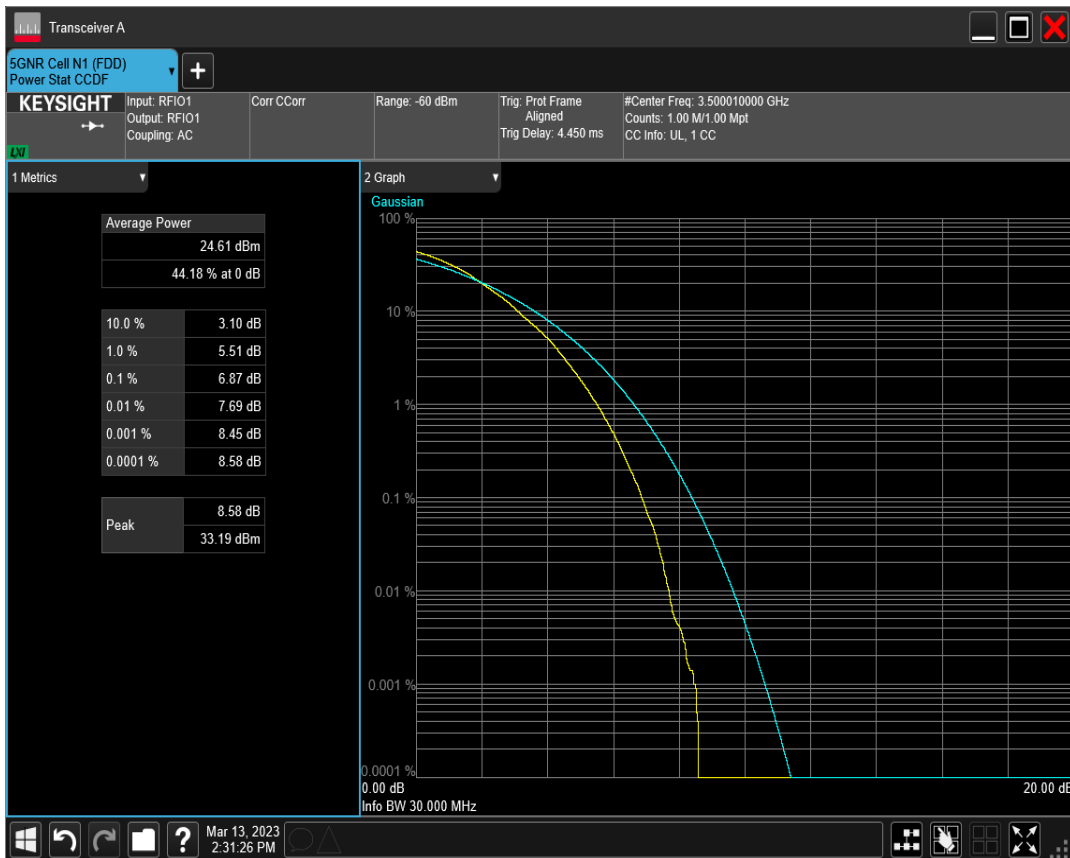 Transceiver A
5GNR Cell N1 (FDD)
Power Stat CCDF
+
KEYSIGHT
LXI
Input: RFIO1
Output: RFIO1
Coupling: AC
Corr CCorr
Range: -60 dBm
Trig: Prot Frame
Aligned
Trig Delay: 4.450 ms
#Center Freq: 3.500010000 GHz
Counts: 1.00 M/1.00 Mpt
CC Info: UL, 1 CC
1 Metrics
Average Power
24.61 dBm
44.18 % at 0 dB
10.0 % 3.10 dB
1.0 % 5.51 dB
0.1 % 6.87 dB
0.01 % 7.69 dB
0.001 % 8.45 dB
0.0001 % 8.58 dB
Peak
8.58 dB
33.19 dBm
2 Graph
Gaussian
100 %
10 %
1 %
0.1 %
0.01 %
0.001 %
0.0001 %
0.00 dB 20.00 dB
Info BW 30.000 MHz
?
Mar 13, 2023
2:31:26 PM